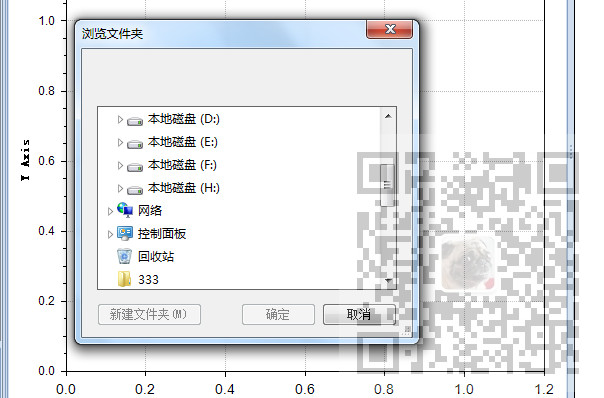 1.0
浏览文件夹
0.8
本地磁盘 (D:)
本地磁盘 (E:)
0.6
本地磁盘 (F:)
Y Axis
本地磁盘 (H:)
网络
0.4
控制面板
回收站
333
0.2
新建文件夹(M) 确定 取消
0.0
0.0 0.2 0.4 0.6 0.8 1.0 1.2